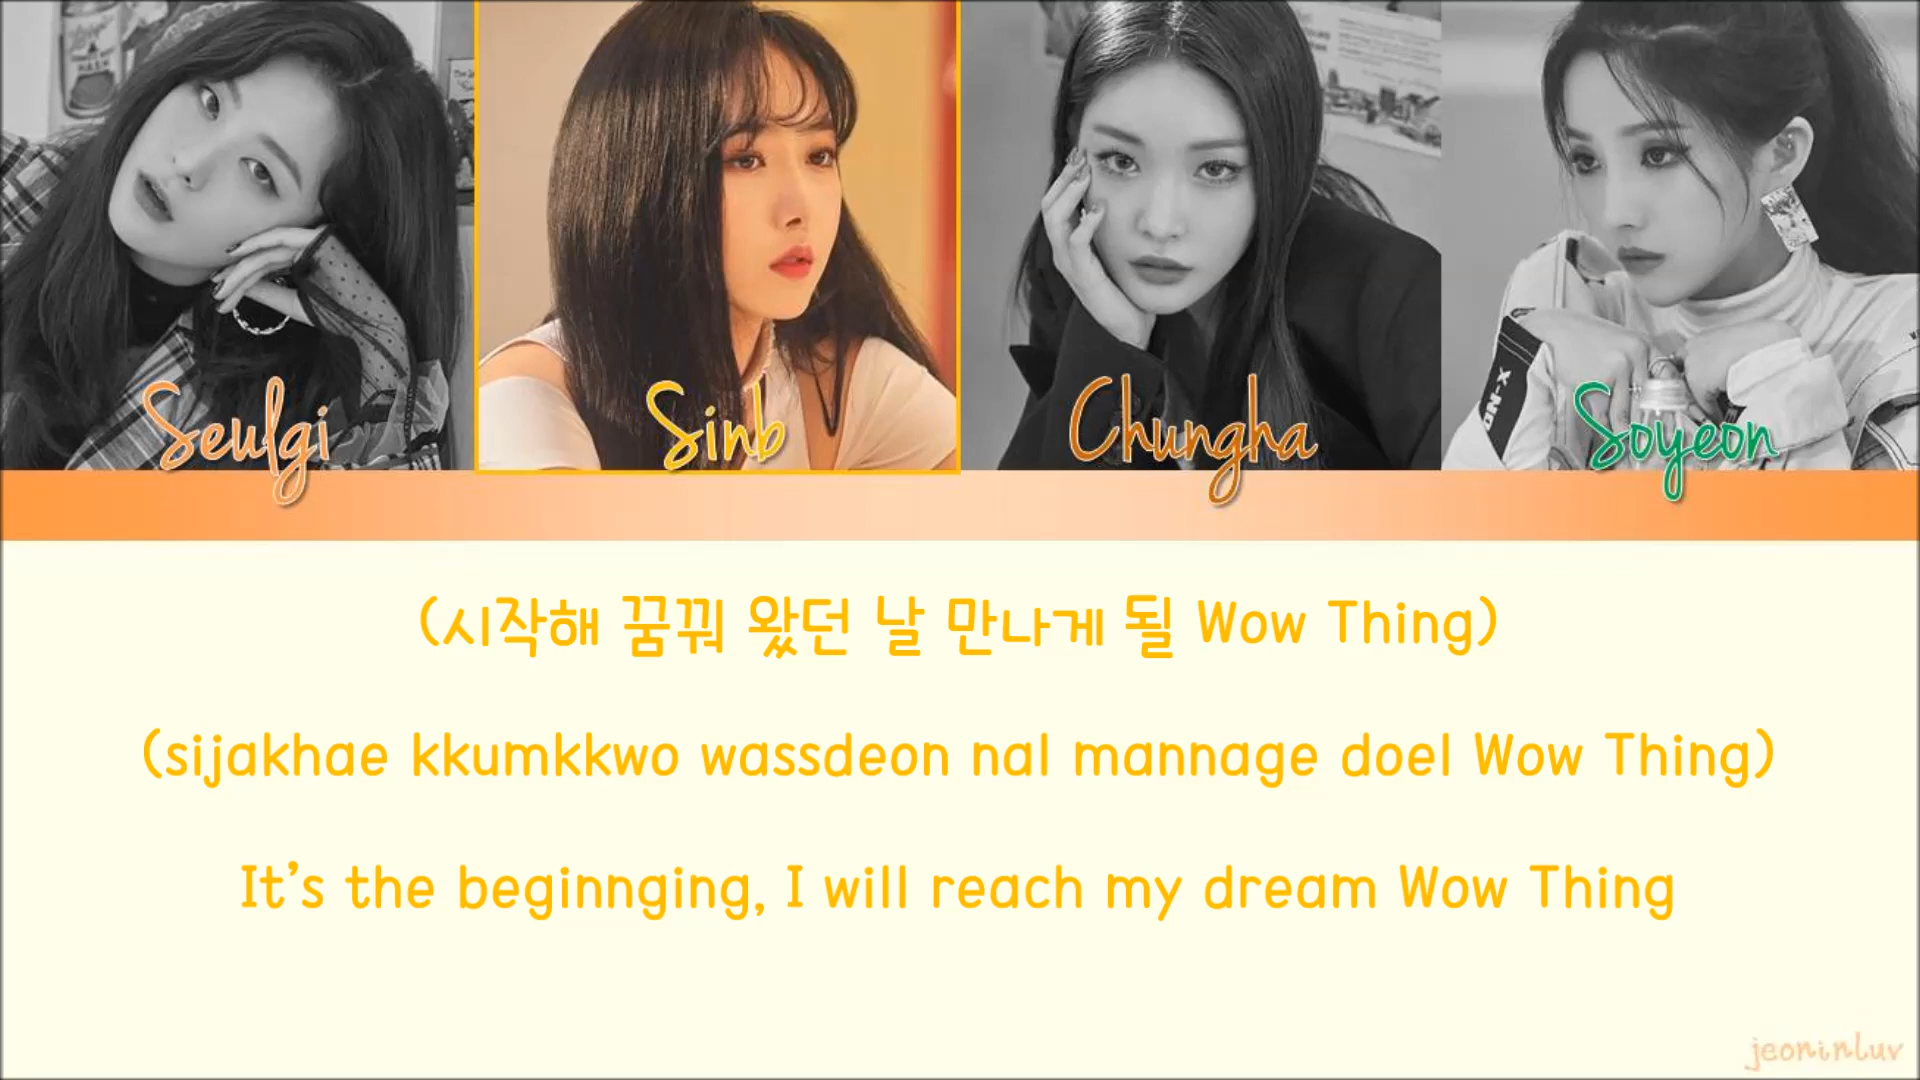 Seulgi
Sinb
Chungha
Soyeon
(시작해 꿈꿔 왔던 날 만나게 될 Wow Thing)
(sijakhae kkumkkwo wassdeon nal mannage doel Wow Thing)
It's the beginnging, I will reach my dream Wow Thing
jeoninluv